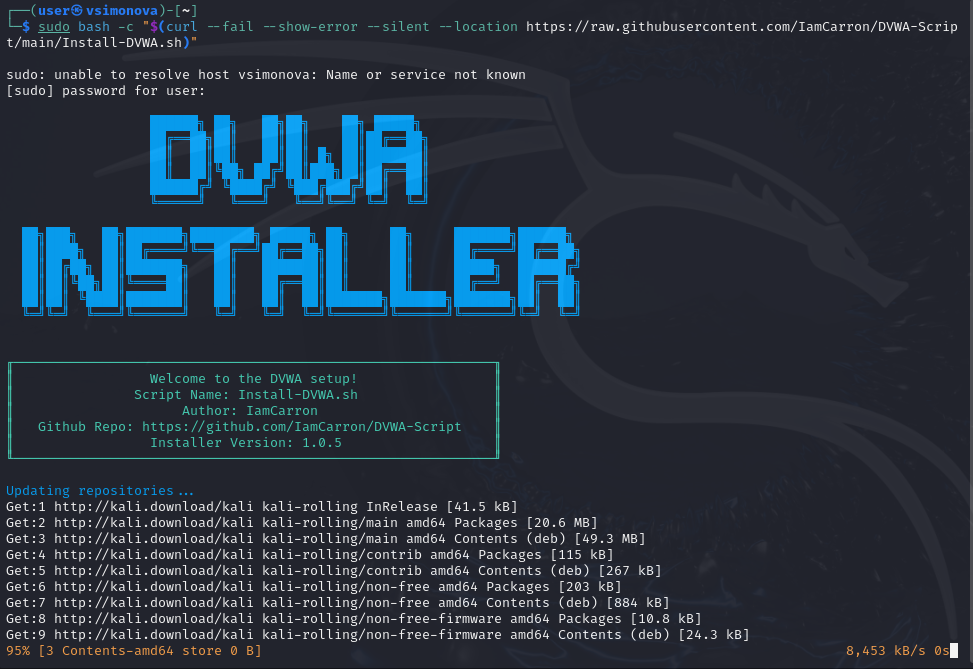 ┌──(user㉿vsimonova)-[~]
└─$ sudo bash -c "$(curl --fail --show-error --silent --location https://raw.githubusercontent.com/IamCarron/DVWA-Scrip
t/main/Install-DVWA.sh)"
sudo: unable to resolve host vsimonova: Name or service not known
[sudo] password for user:
DVWA
INSTALLER
Welcome to the DVWA setup!
Script Name: Install-DVWA.sh
Author: IamCarron
Github Repo: https://github.com/IamCarron/DVWA-Script
Installer Version: 1.0.5
Updating repositories...
Get:1 http://kali.download/kali kali-rolling InRelease [41.5 kB]
Get:2 http://kali.download/kali kali-rolling/main amd64 Packages [20.6 MB]
Get:3 http://kali.download/kali kali-rolling/main amd64 Contents (deb) [49.3 MB]
Get:4 http://kali.download/kali kali-rolling/contrib amd64 Packages [115 kB]
Get:5 http://kali.download/kali kali-rolling/contrib amd64 Contents (deb) [267 kB]
Get:6 http://kali.download/kali kali-rolling/non-free amd64 Packages [203 kB]
Get:7 http://kali.download/kali kali-rolling/non-free amd64 Contents (deb) [884 kB]
Get:8 http://kali.download/kali kali-rolling/non-free-firmware amd64 Packages [10.8 kB]
Get:9 http://kali.download/kali kali-rolling/non-free-firmware amd64 Contents (deb) [24.3 kB]
95% [3 Contents-amd64 store 0 B] 8,453 kB/s 0s